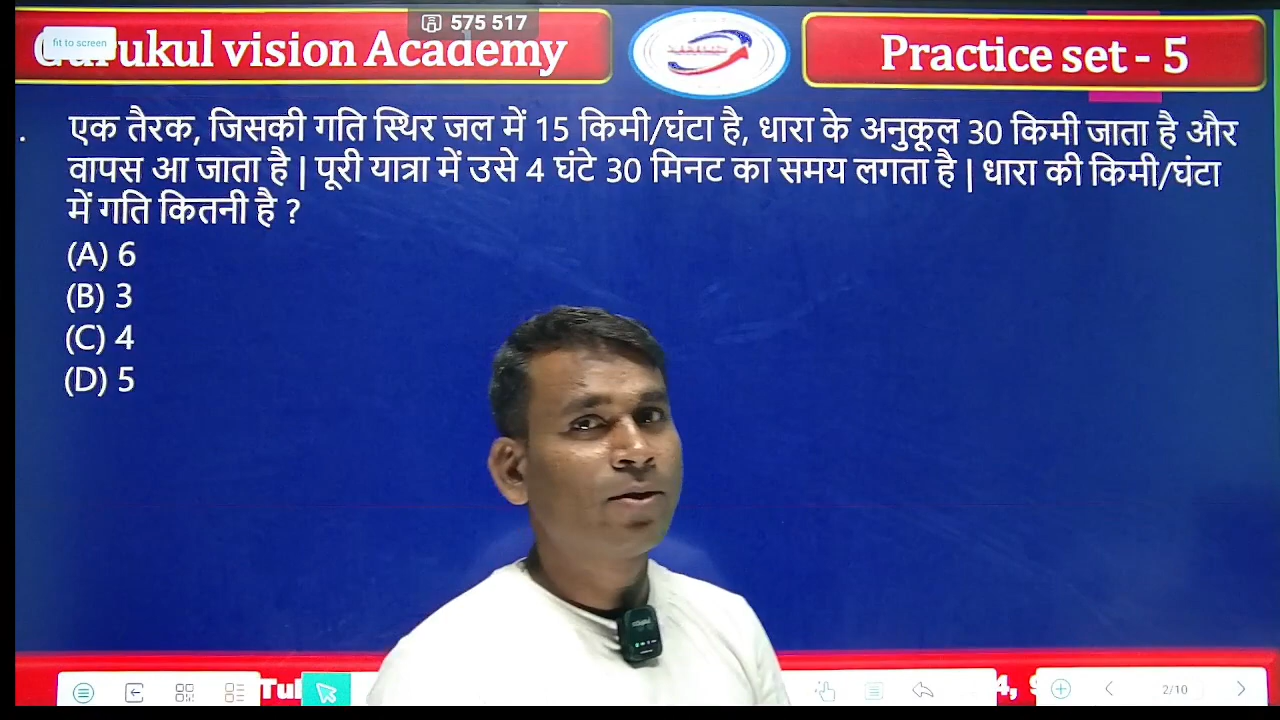 575 517
fit to screen
Gurukul vision Academy
Practice set - 5
. एक तैरक, जिसकी गति स्थिर जल में 15 किमी/घंटा है, धारा के अनुकूल 30 किमी जाता है और
वापस आ जाता है | पूरी यात्रा में उसे 4 घंटे 30 मिनट का समय लगता है | धारा की किमी/घंटा
में गति कितनी है ?
(A) 6
(B) 3
(C) 4
(D) 5
2/10